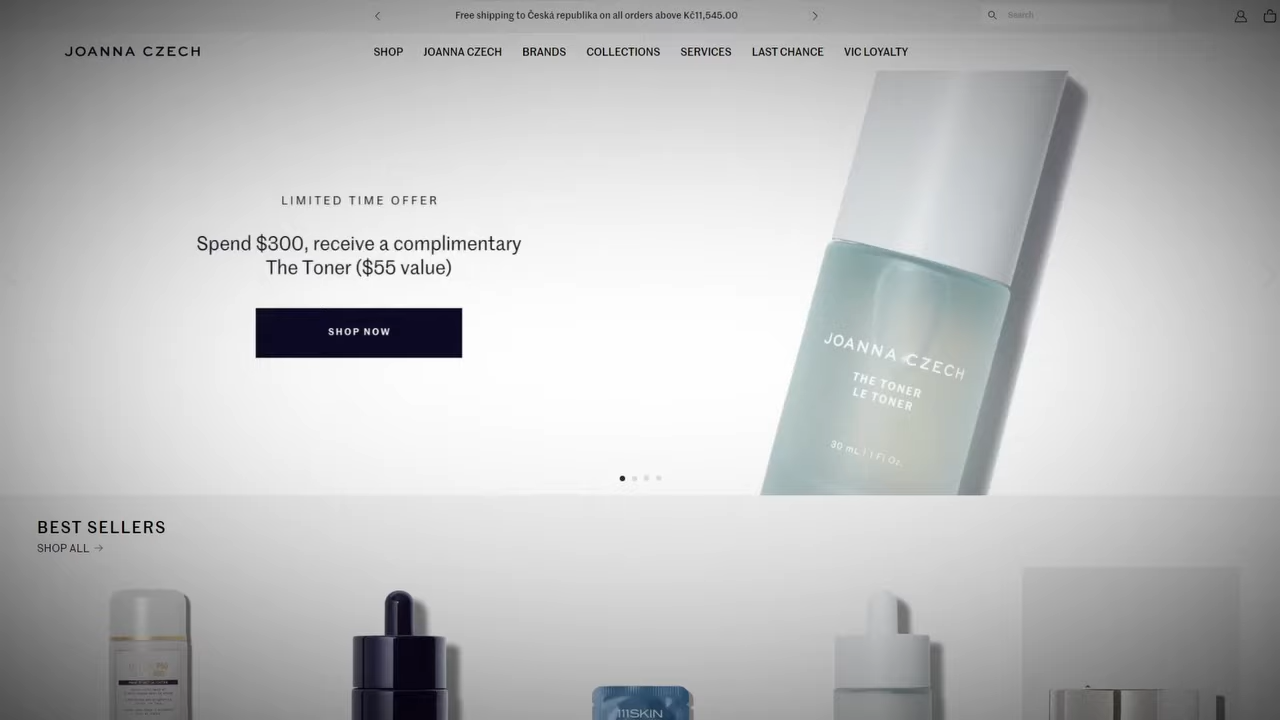 Free shipping to Česká republika on all orders above Kč11,545.00
Search
JOANNA CZECH
SHOP
JOANNA CZECH
BRANDS
COLLECTIONS
SERVICES
LAST CHANCE
VIC LOYALTY
LIMITED TIME OFFER
Spend $300, receive a complimentary
The Toner ($55 value)
SHOP NOW
JOANNA CZECH
THE TONER
LE TONER
30 mL | 1 Fl Oz.
BEST SELLERS
SHOP ALL →
111SKIN